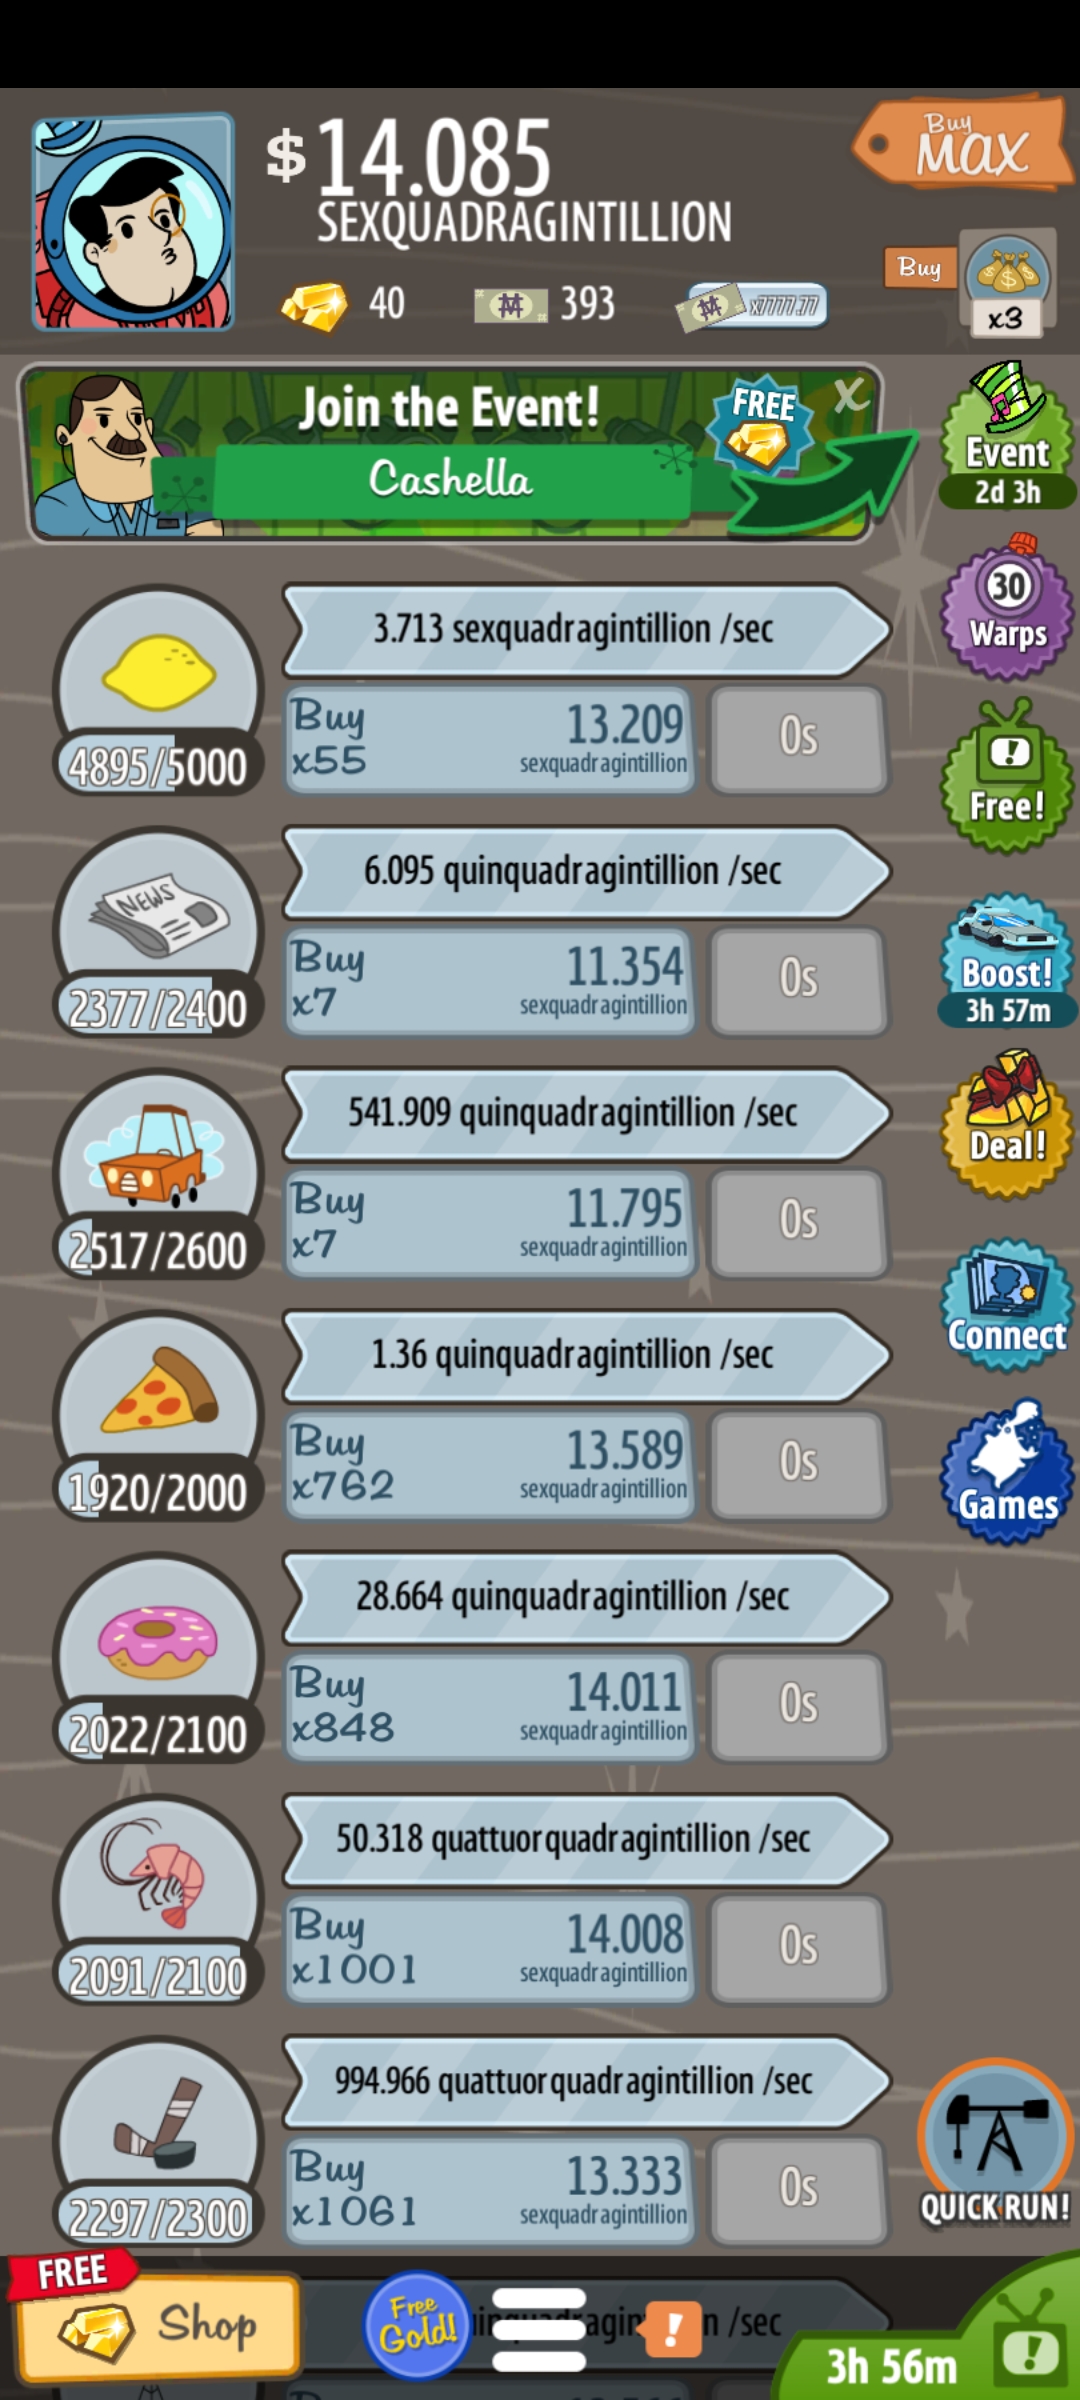 $14.085
SEXQUADRAGINTILLION
Buy
MAX
40
393
x7777.77
Buy
x3
Join the Event!
Cashella
FREE
X
Event
2d 3h
30
Warps
Free!
Boost!
3h 57m
Deal!
Connect
Games
3.713 sexquadragintillion /sec
4895/5000
Buy
x55
13.209
sexquadragintillion
0s
NEWS
6.095 quinquadragintillion /sec
2377/2400
Buy
x7
11.354
sexquadragintillion
0s
541.909 quinquadragintillion /sec
2517/2600
Buy
x7
11.795
sexquadragintillion
0s
1.36 quinquadragintillion /sec
1920/2000
Buy
x762
13.589
sexquadragintillion
0s
28.664 quinquadragintillion /sec
2022/2100
Buy
x848
14.011
sexquadragintillion
0s
50.318 quattuorquadragintillion /sec
2091/2100
Buy
x1001
14.008
sexquadragintillion
0s
994.966 quattuorquadragintillion /sec
2297/2300
Buy
x1061
13.333
sexquadragintillion
0s
QUICK RUN!
FREE
Shop
Free
Gold!
/sec
3h 56m